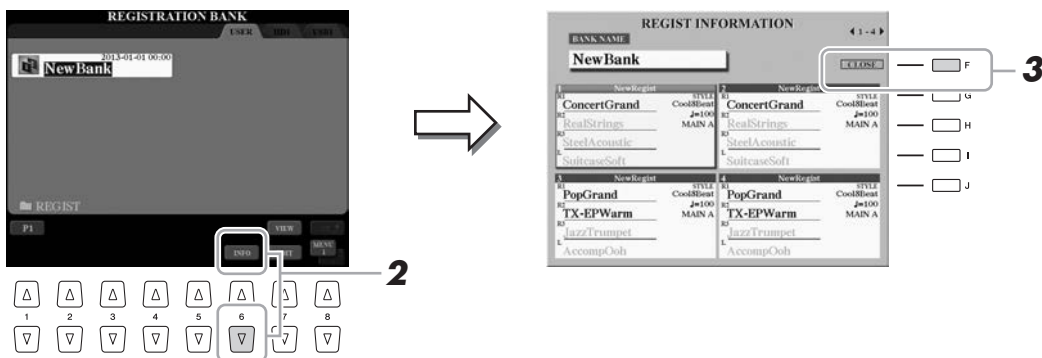 REGISTRATION BANK
USER HD1 USB1
2013-01-01 00:00
NewBank
REGIST
P1 VIEW
INFO MENU 1
2
1 2 3 4 5 6 7 8
REGIST INFORMATION
BANK NAME
1-4
NewBank
CLOSE
F
3
G
H
I
J
1 NewRegist
R1 STYLE
ConcertGrand Cool8Beat
R2 ♩=100
RealStrings MAIN A
R3
SteelAcoustic
L
SuitcaseSoft
2 NewRegist
R1 STYLE
ConcertGrand Cool8Beat
R2 ♩=100
RealStrings MAIN A
R3
SteelAcoustic
L
SuitcaseSoft
3 NewRegist
R1 STYLE
PopGrand Cool8Beat
R2 ♩=100
TX-EPWarm MAIN A
R3
JazzTrumpet
L
AccompOoh
4 NewRegist
R1 STYLE
PopGrand Cool8Beat
R2 ♩=100
TX-EPWarm MAIN A
R3
JazzTrumpet
L
AccompOoh